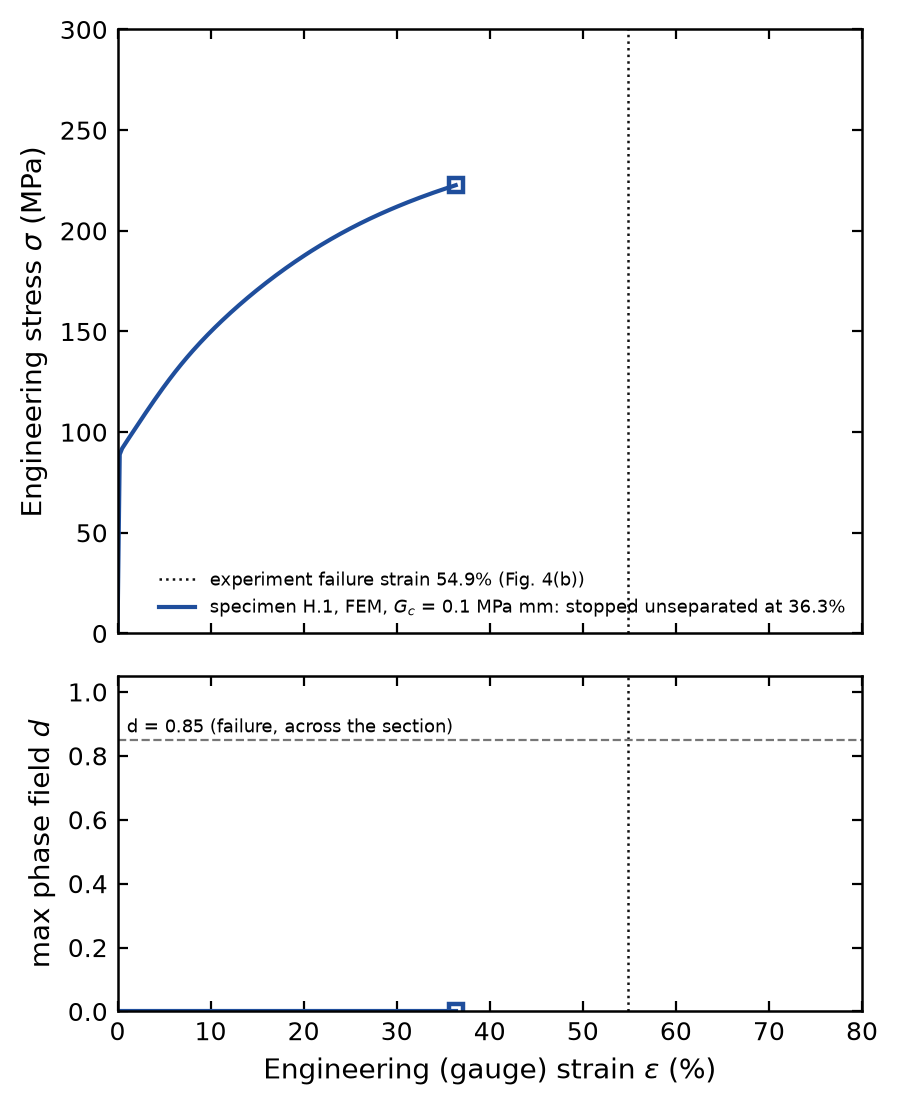 300
250
200
150
100
50
0
Engineering stress σ (MPa)
experiment failure strain 54.9% (Fig. 4(b))
specimen H.1, FEM, G_c = 0.1 MPa mm: stopped unseparated at 36.3%
1.0
0.8
0.6
0.4
0.2
0.0
max phase field d
d = 0.85 (failure, across the section)
0 10 20 30 40 50 60 70 80
Engineering (gauge) strain ε (%)